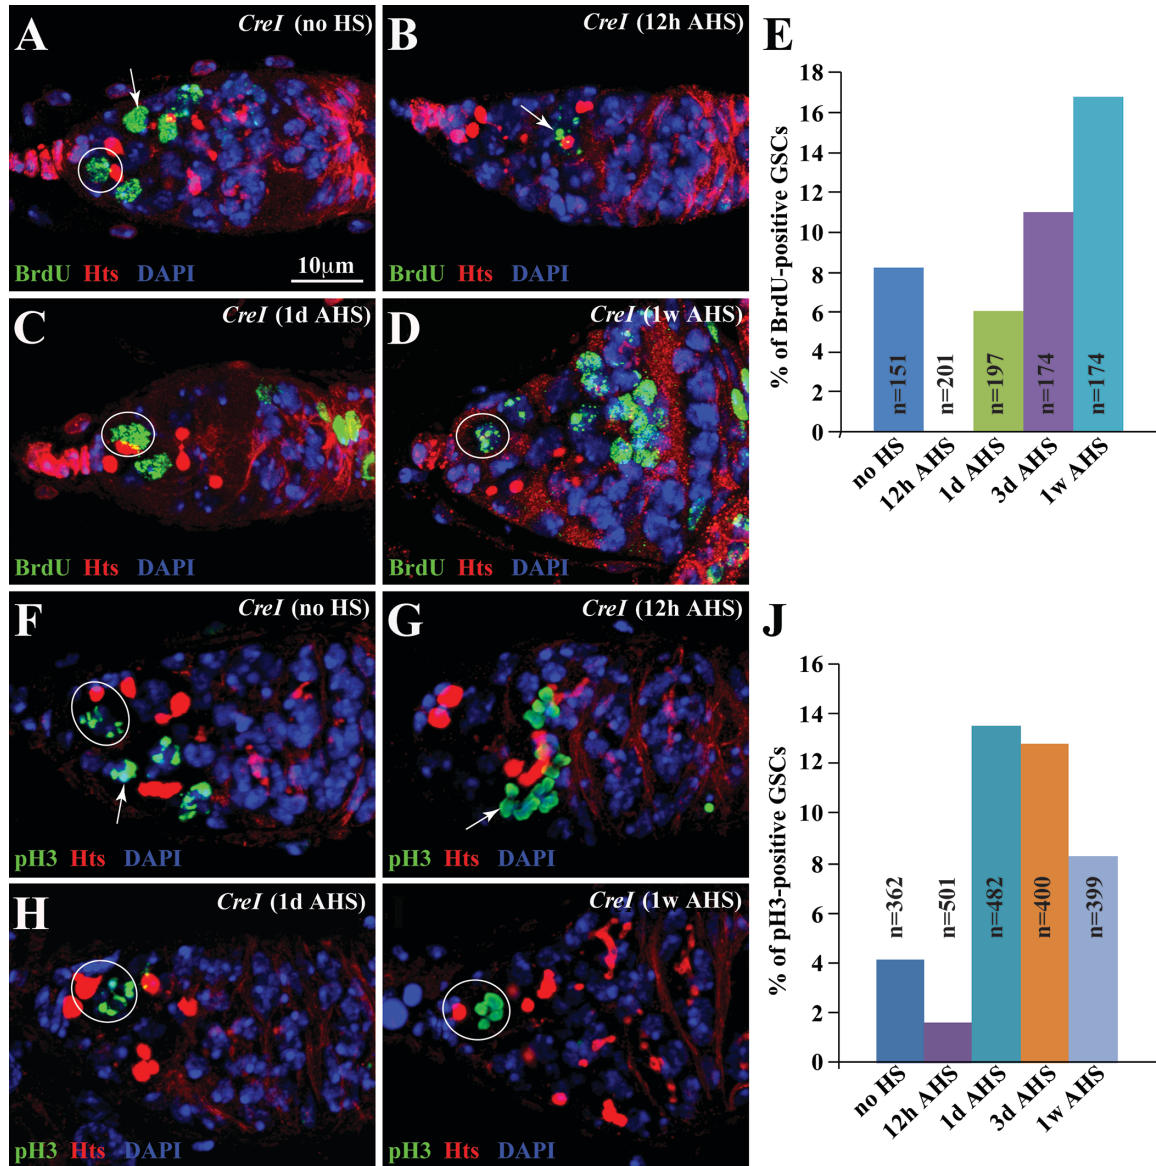 A
CreI (no HS)
BrdU Hts DAPI
10μm
B
CreI (12h AHS)
BrdU Hts DAPI
C
CreI (1d AHS)
BrdU Hts DAPI
D
CreI (1w AHS)
BrdU Hts DAPI
E
% of BrdU-positive GSCs
18
16
14
12
10
8
6
4
2
0
n=151
n=201
n=197
n=174
n=174
no HS
12h AHS
1d AHS
3d AHS
1w AHS
F
CreI (no HS)
pH3 Hts DAPI
G
CreI (12h AHS)
pH3 Hts DAPI
H
CreI (1d AHS)
pH3 Hts DAPI
CreI (1w AHS)
pH3 Hts DAPI
J
% of pH3-positive GSCs
16
14
12
10
8
6
4
2
0
n=362
n=501
n=482
n=400
n=399
no HS
12h AHS
1d AHS
3d AHS
1w AHS